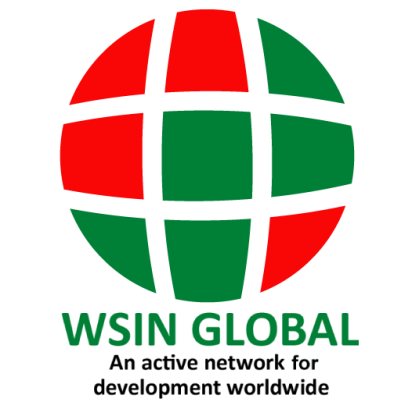 WSIN GLOBAL
An active network for
development worldwide